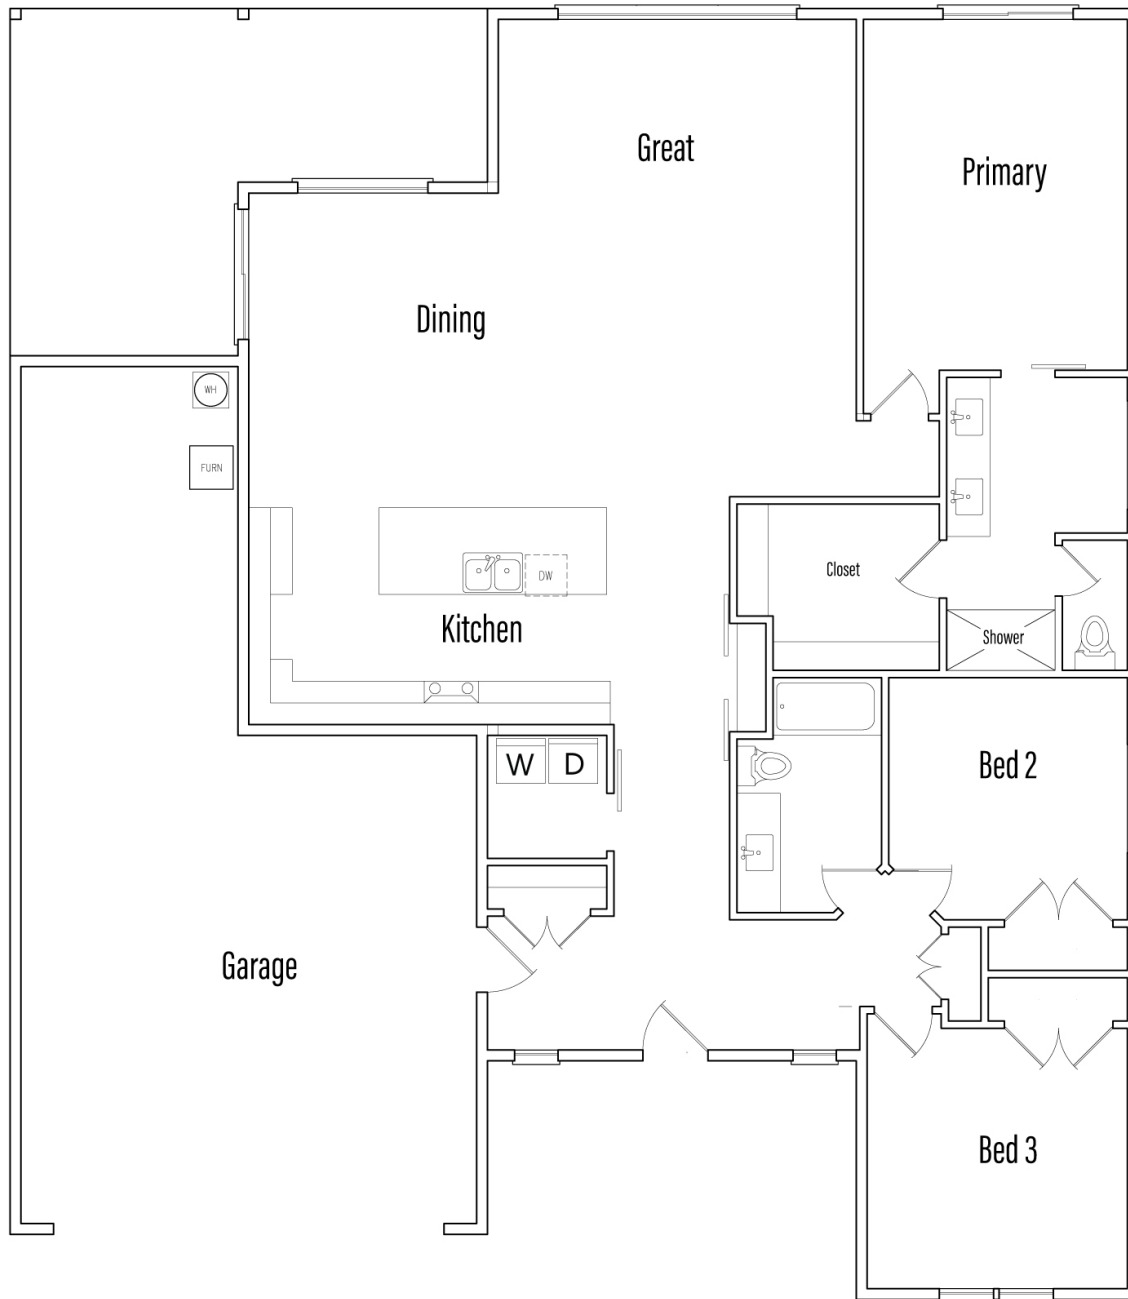 Great
Primary
Dining
WH
FURN
DW
Closet
Kitchen
Shower
W D
Bed 2
Garage
Bed 3